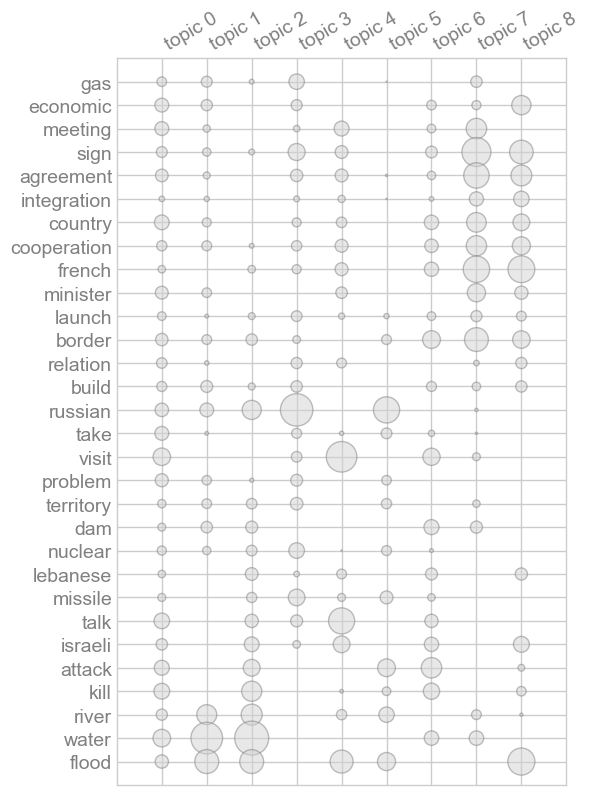 topic 0
topic 1
topic 2
topic 3
topic 4
topic 5
topic 6
topic 7
topic 8
gas
economic
meeting
sign
agreement
integration
country
cooperation
french
minister
launch
border
relation
build
russian
take
visit
problem
territory
dam
nuclear
lebanese
missile
talk
israeli
attack
kill
river
water
flood